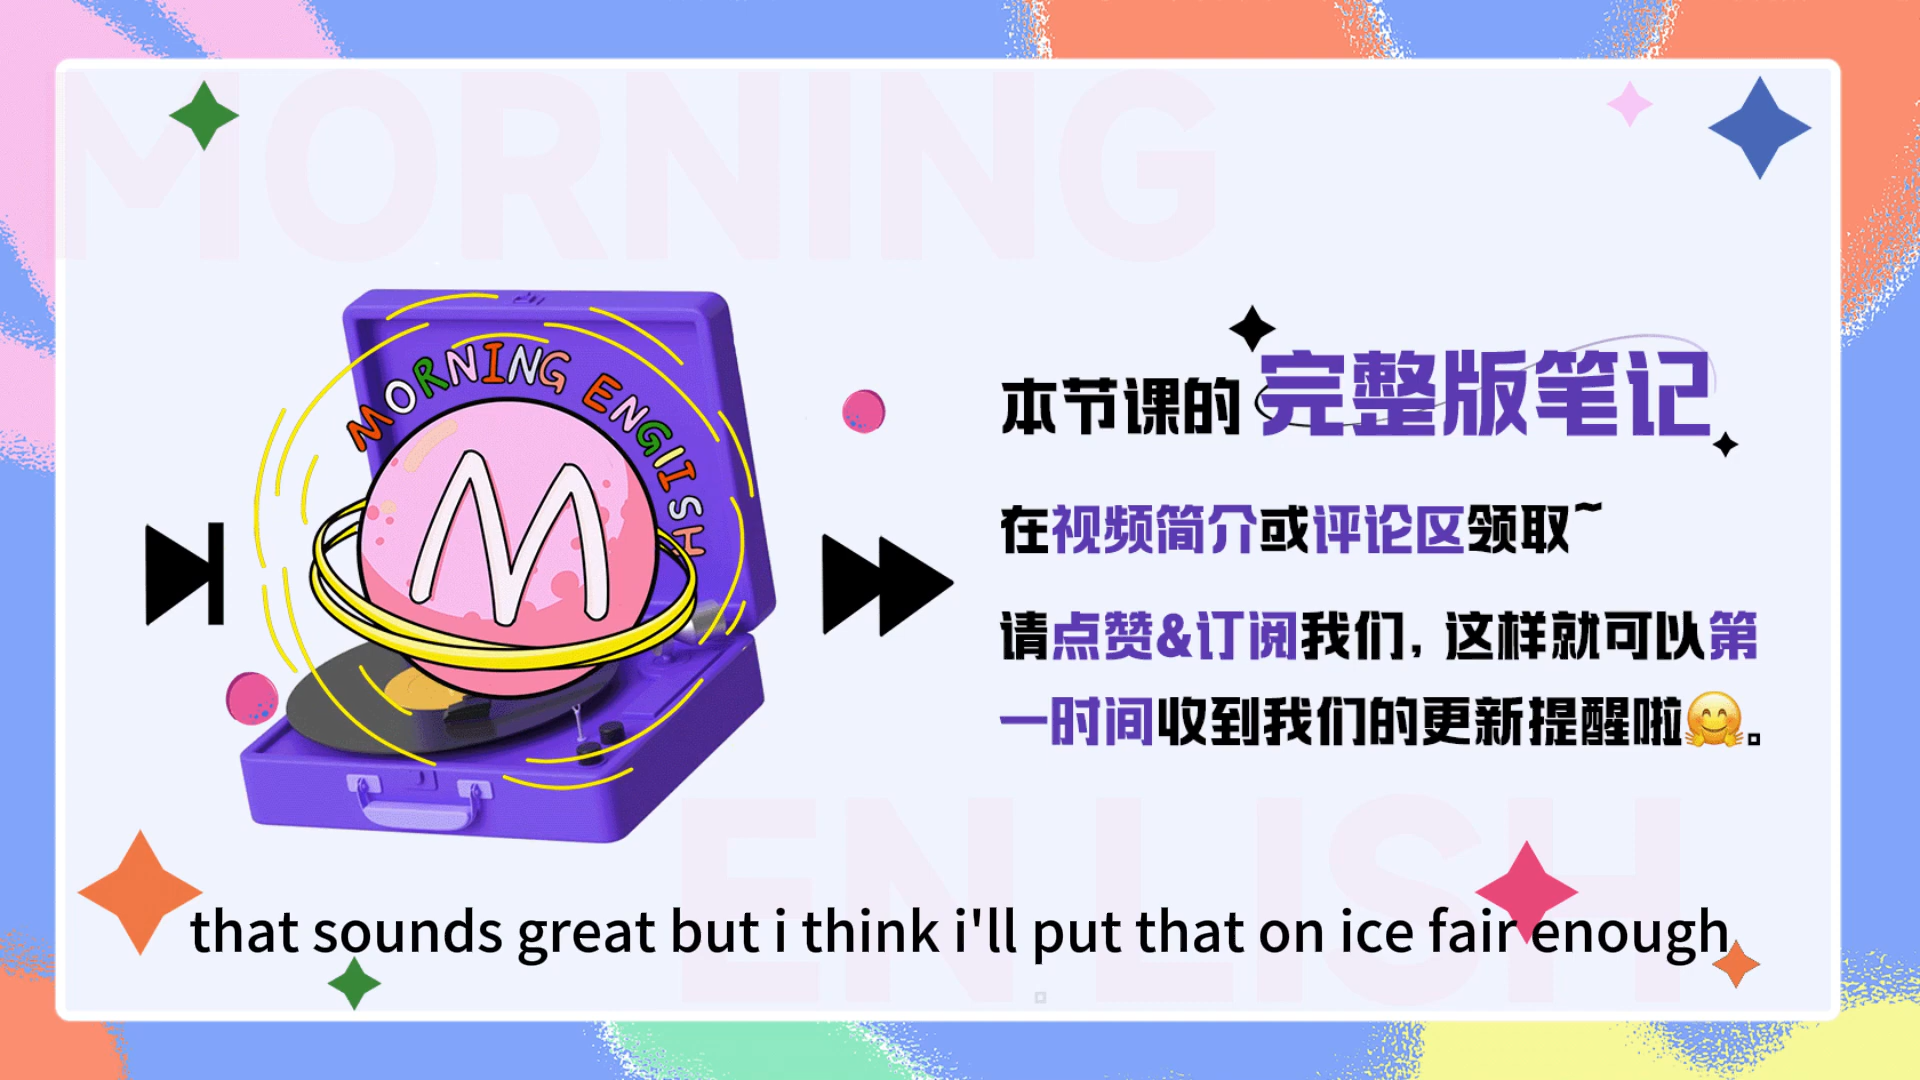 MORNING
MORNING ENGlISH
M
本节课的 完整版笔记
在视频简介或评论区领取~
请点赞&订阅我们，这样就可以第
一时间收到我们的更新提醒啦🤗。
EN LISH
that sounds great but i think i'll put that on ice fair enough